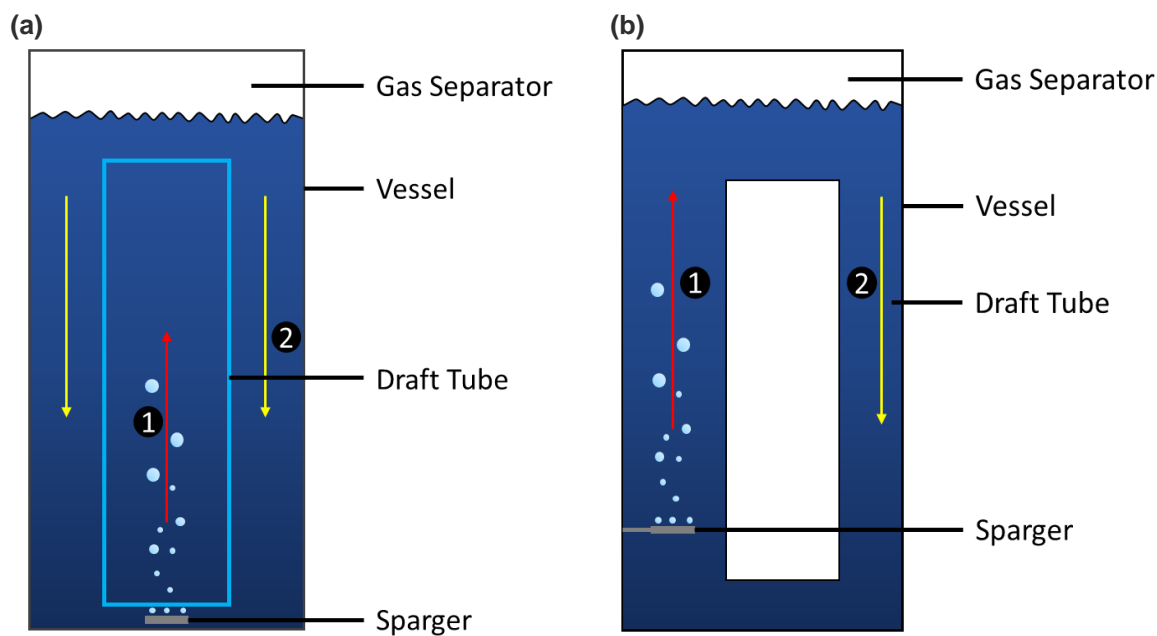 (a)
Gas Separator
Vessel
2
Draft Tube
1
Sparger
(b)
Gas Separator
Vessel
1
2
Draft Tube
Sparger